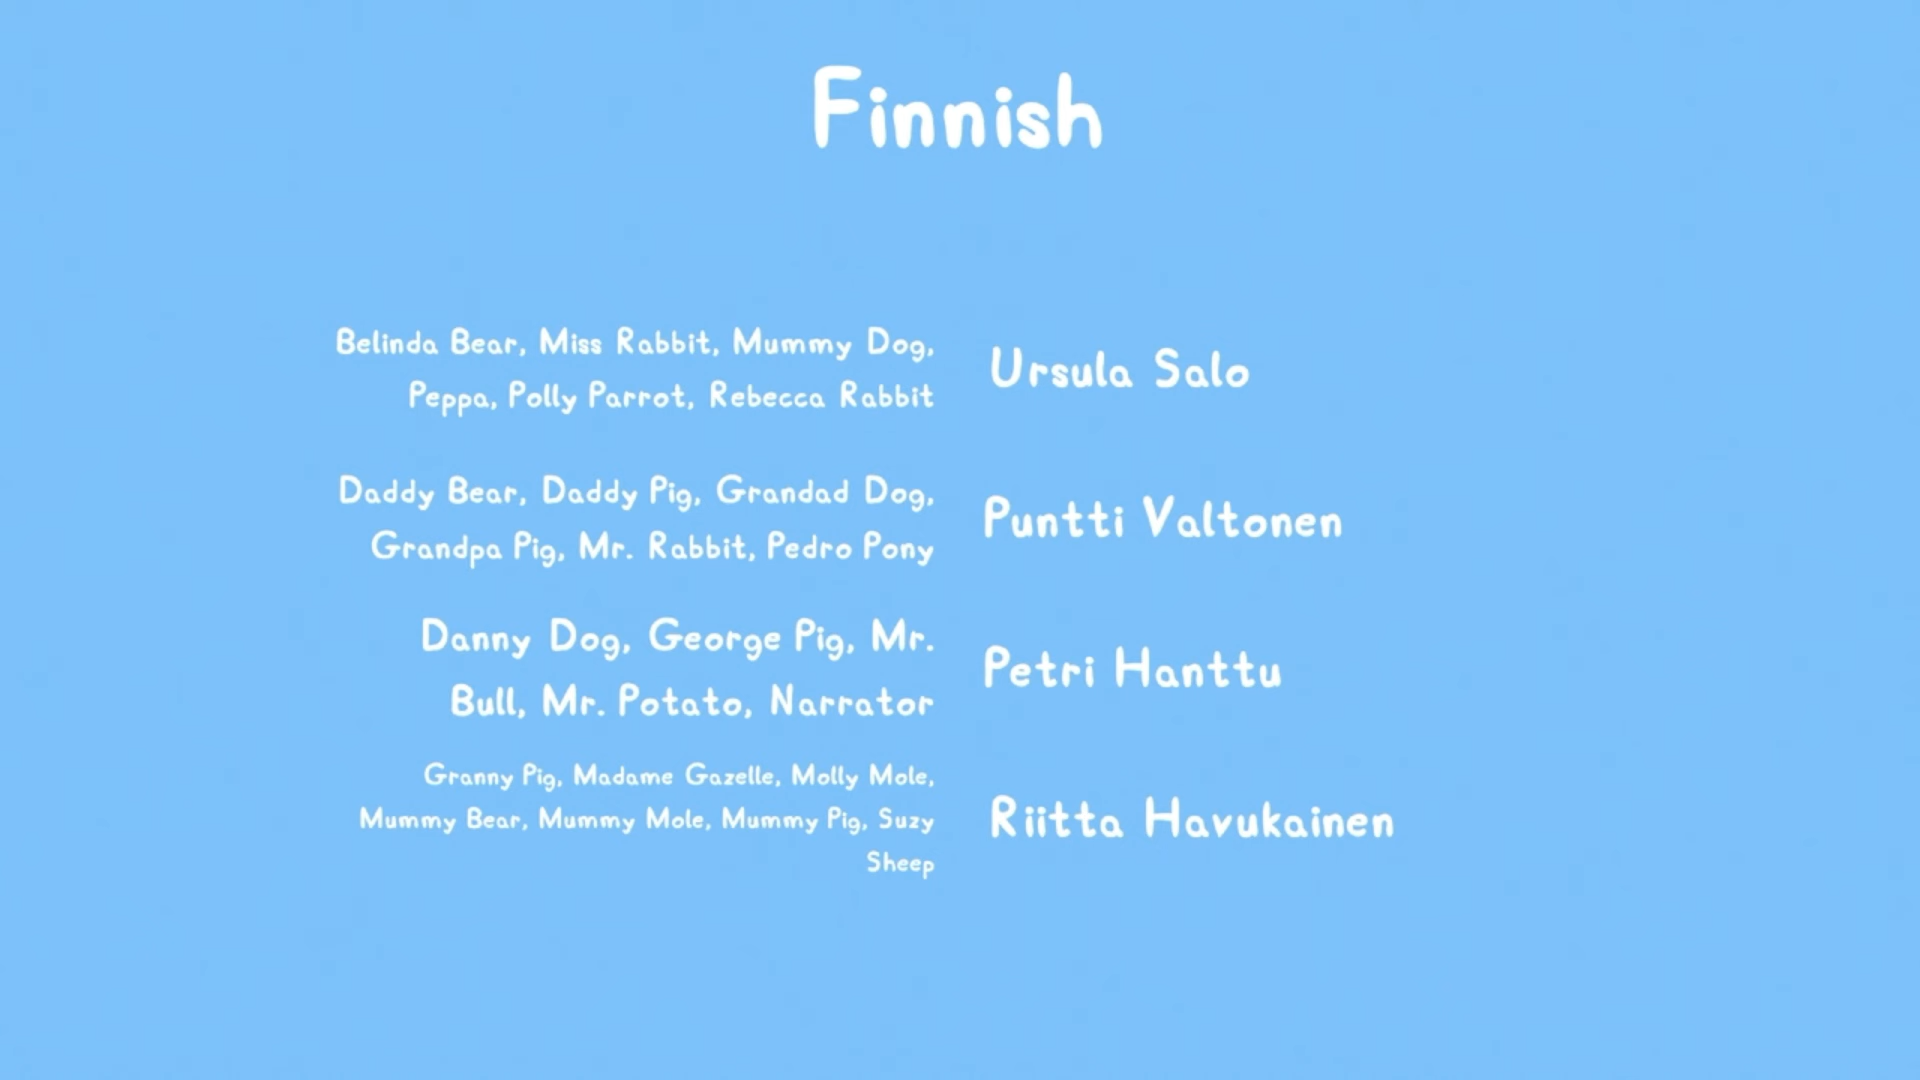 Finnish
Belinda Bear, Miss Rabbit, Mummy Dog,
Peppa, Polly Parrot, Rebecca Rabbit
Ursula Salo
Daddy Bear, Daddy Pig, Grandad Dog,
Grandpa Pig, Mr. Rabbit, Pedro Pony
Puntti Valtonen
Danny Dog, George Pig, Mr.
Bull, Mr. Potato, Narrator
Petri Hanttu
Granny Pig, Madame Gazelle, Molly Mole,
Mummy Bear, Mummy Mole, Mummy Pig, Suzy
Sheep
Riitta Havukainen